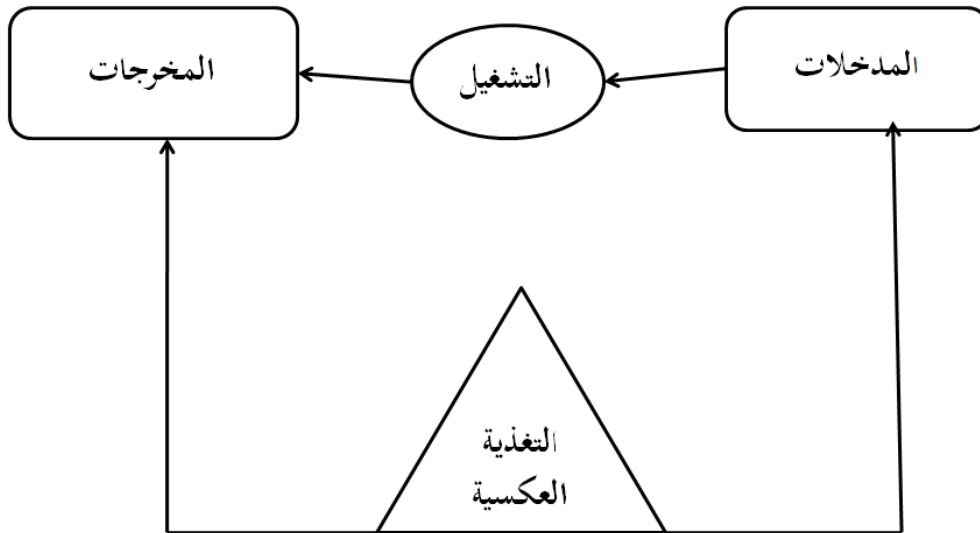 المدخلات
التشغيل
المخرجات
التغذية
العكسية